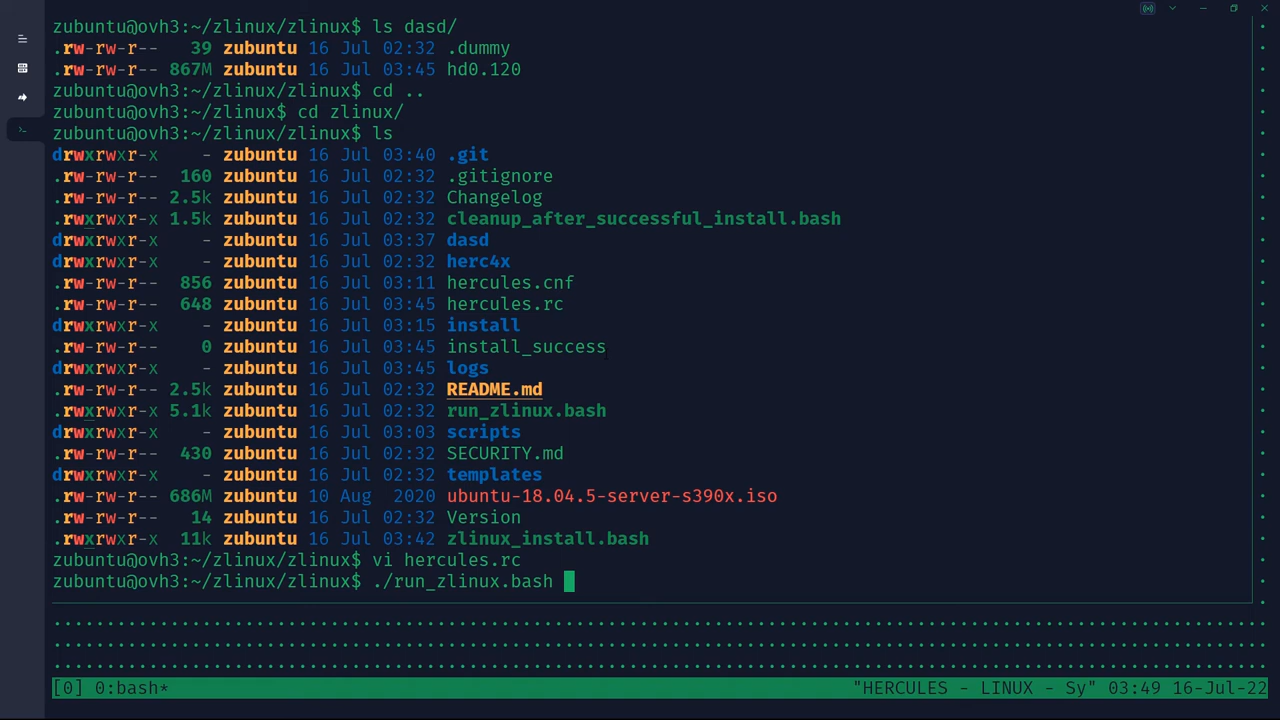 zubuntu@ovh3:~/zlinux/zlinux$ ls dasd/
.rw-rw-r-- 39 zubuntu 16 Jul 02:32 .dummy
.rw-rw-r-- 867M zubuntu 16 Jul 03:45 hd0.120
zubuntu@ovh3:~/zlinux/zlinux$ cd ..
zubuntu@ovh3:~/zlinux/zlinux$ cd zlinux/
zubuntu@ovh3:~/zlinux/zlinux$ ls
drwxrwxr-x - zubuntu 16 Jul 03:40 .git
.rw-rw-r-- 160 zubuntu 16 Jul 02:32 .gitignore
.rw-rw-r-- 2.5k zubuntu 16 Jul 02:32 Changelog
.rwxrwxr-x 1.5k zubuntu 16 Jul 02:32 cleanup_after_successful_install.bash
drwxrwxr-x - zubuntu 16 Jul 03:37 dasd
drwxrwxr-x - zubuntu 16 Jul 02:32 herc4x
.rw-rw-r-- 856 zubuntu 16 Jul 03:11 hercules.cnf
.rw-rw-r-- 648 zubuntu 16 Jul 03:45 hercules.rc
drwxrwxr-x - zubuntu 16 Jul 03:15 install
.rw-rw-r-- 0 zubuntu 16 Jul 03:45 install_success
drwxrwxr-x - zubuntu 16 Jul 03:45 logs
.rw-rw-r-- 2.5k zubuntu 16 Jul 02:32 README.md
.rwxrwxr-x 5.1k zubuntu 16 Jul 02:32 run_zlinux.bash
drwxrwxr-x - zubuntu 16 Jul 03:03 scripts
.rw-rw-r-- 430 zubuntu 16 Jul 02:32 SECURITY.md
drwxrwxr-x - zubuntu 16 Jul 02:32 templates
.rw-rw-r-- 686M zubuntu 10 Aug 2020 ubuntu-18.04.5-server-s390x.iso
.rw-rw-r-- 14 zubuntu 16 Jul 02:32 Version
.rwxrwxr-x 11k zubuntu 16 Jul 03:42 zlinux_install.bash
zubuntu@ovh3:~/zlinux/zlinux$ vi hercules.rc
zubuntu@ovh3:~/zlinux/zlinux$ ./run_zlinux.bash
[0] 0:bash* "HERCULES - LINUX - Sy" 03:49 16-Jul-22